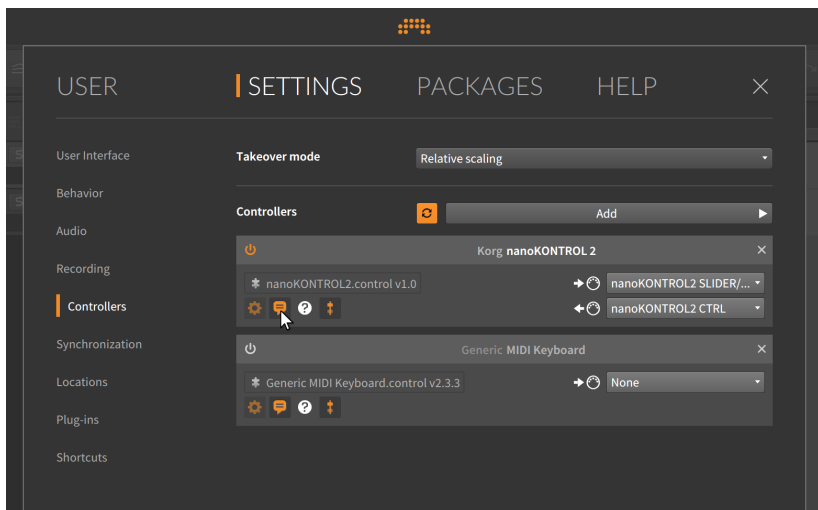 USER
SETTINGS
PACKAGES
HELP
User Interface
Behavior
Audio
Recording
Controllers
Synchronization
Locations
Plug-ins
Shortcuts
Takeover mode
Relative scaling
Controllers
Add
Korg nanoKONTROL 2
nanoKONTROL2.control v1.0
nanoKONTROL2 SLIDER/...
nanoKONTROL2 CTRL
Generic MIDI Keyboard
Generic MIDI Keyboard.control v2.3.3
None